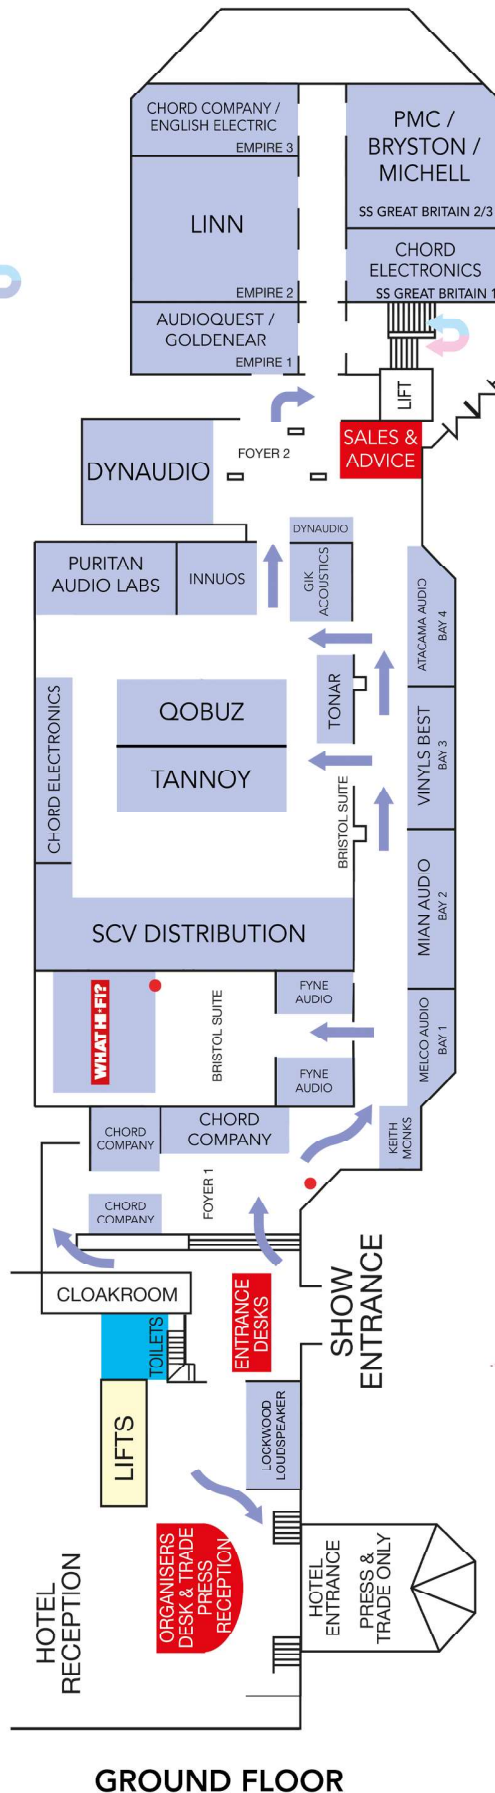 CHORD COMPANY /
ENGLISH ELECTRIC
EMPIRE 3
PMC /
BRYSTON /
MICHELL
SS GREAT BRITAIN 2/3
LINN
EMPIRE 2
CHORD
ELECTRONICS
SS GREAT BRITAIN 1
AUDIOQUEST /
GOLDENEAR
EMPIRE 1
LIFT
SALES &
ADVICE
FOYER 2
DYNAUDIO
DYNAUDIO
PURITAN
AUDIO LABS
INNUOS
GIK
ACOUSTICS
ATACAMA AUDIO
BAY 4
TONAR
QOBUZ
TANNOY
CHORD ELECTRONICS
VINYLS BEST
BAY 3
BRISTOL SUITE
MIAN AUDIO
BAY 2
SCV DISTRIBUTION
WHAT HI-FI?
BRISTOL SUITE
FYNE
AUDIO
MELCO AUDIO
BAY 1
FYNE
AUDIO
CHORD
COMPANY
CHORD
COMPANY
KEITH
MCNKS
CHORD
COMPANY
FOYER 1
CLOAKROOM
TOILETS
ENTRANCE
DESKS
SHOW
ENTRANCE
LIFTS
LOCKWOOD
LOUDSPEAKER
ORGANISERS
DESK & TRADE
PRESS
RECEPTION
HOTEL
ENTRANCE
PRESS &
TRADE ONLY
HOTEL
RECEPTION
GROUND FLOOR